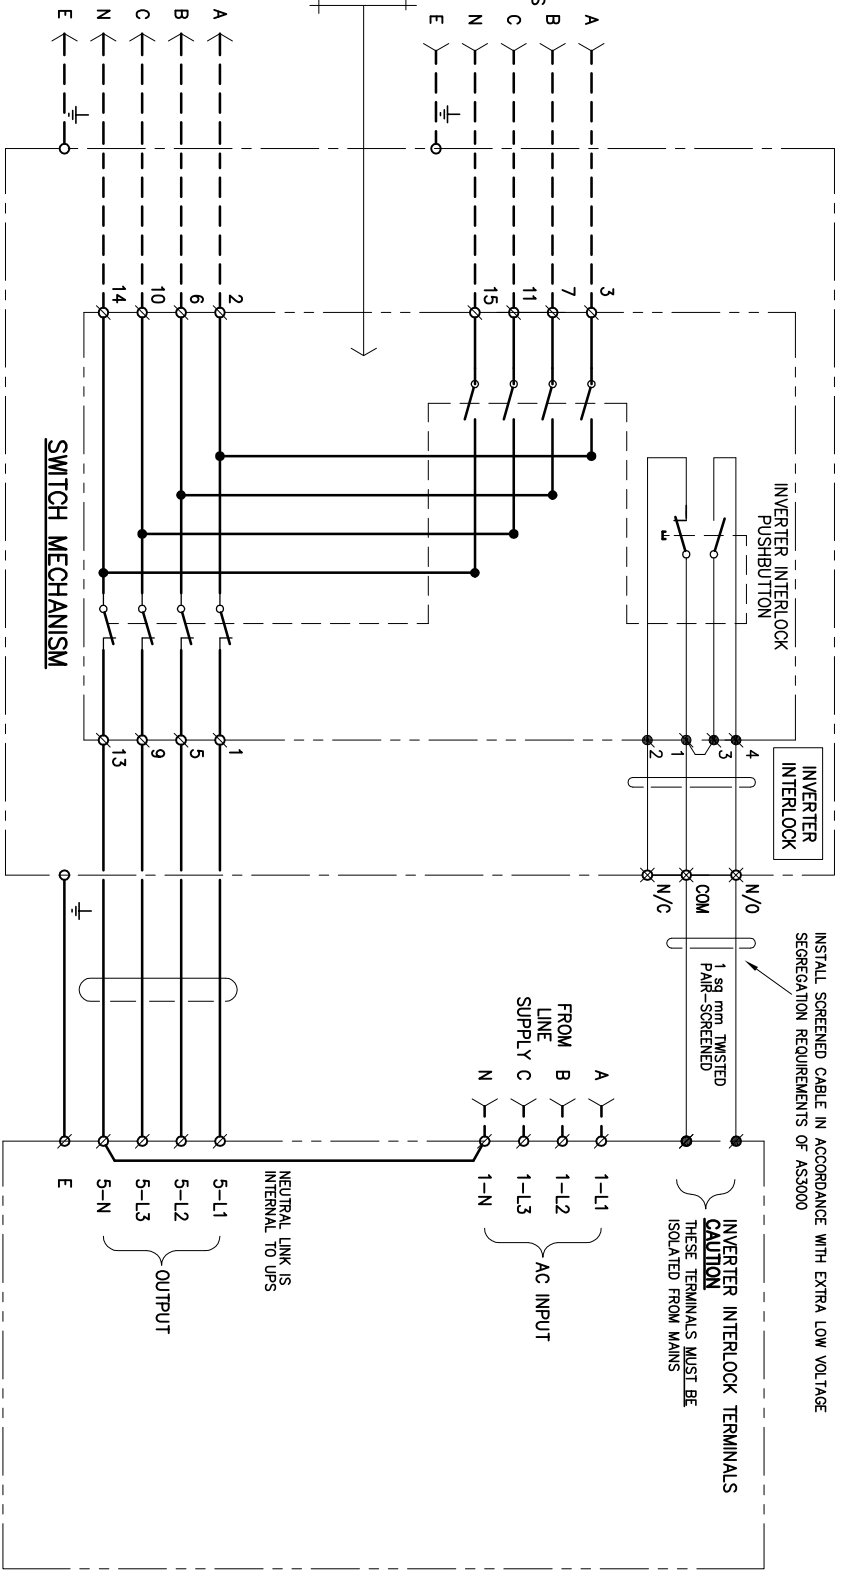 INSTALL SCREENED CABLE IN ACCORDANCE WITH EXTRA LOW VOLTAGE
SEGREGATION REQUIREMENTS OF AS3000
INVERTER
INTERLOCK
INVERTER INTERLOCK
PUSHBUTTON
4
3
1
2
N/O
COM
N/C
1 sq mm TWISTED
PAIR-SCREENED
INVERTER INTERLOCK TERMINALS
CAUTION
THESE TERMINALS MUST BE
ISOLATED FROM MAINS
S
A
B
C
N
E
3
7
11
15
FROM
LINE
SUPPLY
A
B
C
N
1-L1
1-L2
1-L3
1-N
AC INPUT
NEUTRAL LINK IS
INTERNAL TO UPS
A
B
C
N
E
2
6
10
14
1
5
9
13
5-L1
5-L2
5-L3
5-N
E
OUTPUT
SWITCH MECHANISM